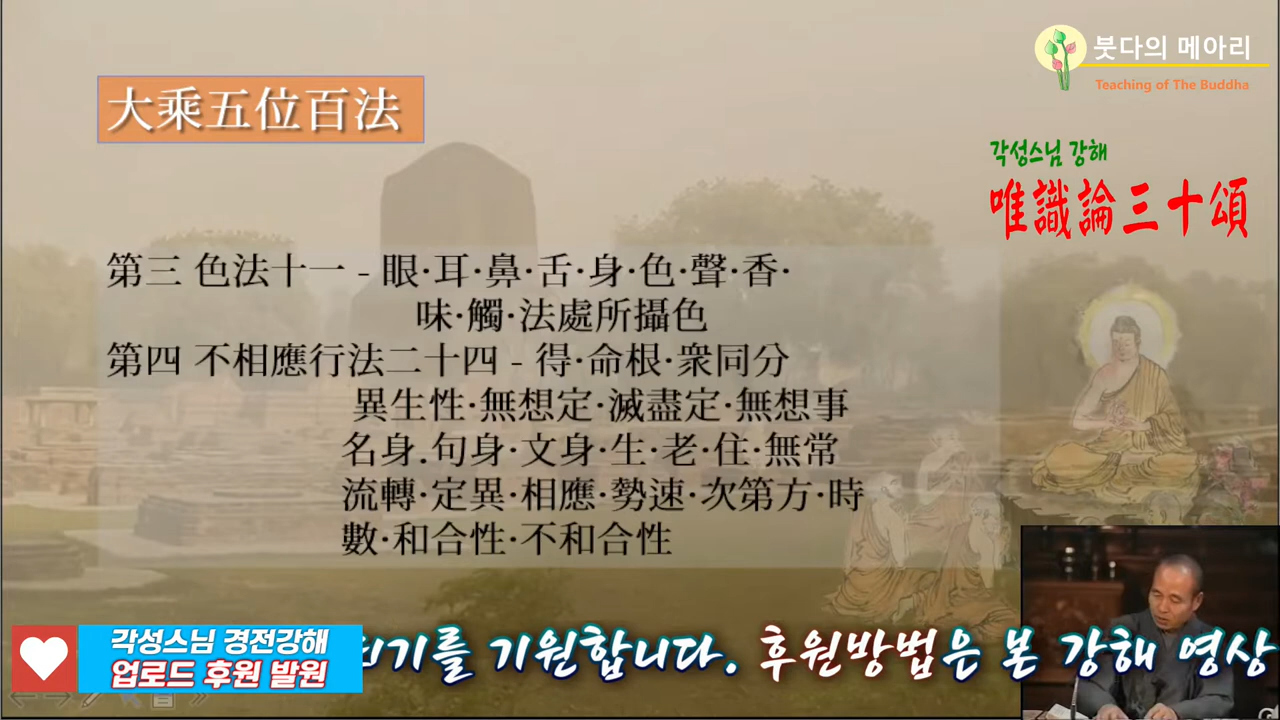 붓다의 메아리
Teaching of The Buddha
大乘五位百法
각성스님 강해
唯識論三十頌
第三 色法十一 - 眼·耳·鼻·舌·身·色·聲·香·
味·觸·法處所攝色
第四 不相應行法二十四 - 得·命根·衆同分
異生性·無想定·滅盡定·無想事
名身.句身·文身·生·老·住·無常
流轉·定異·相應·勢速·次第方·時
數·和合性·不和合性
각성스님 경전강해
업로드 후원 발원
기를 기원합니다. 후원방법은 본 강해 영상